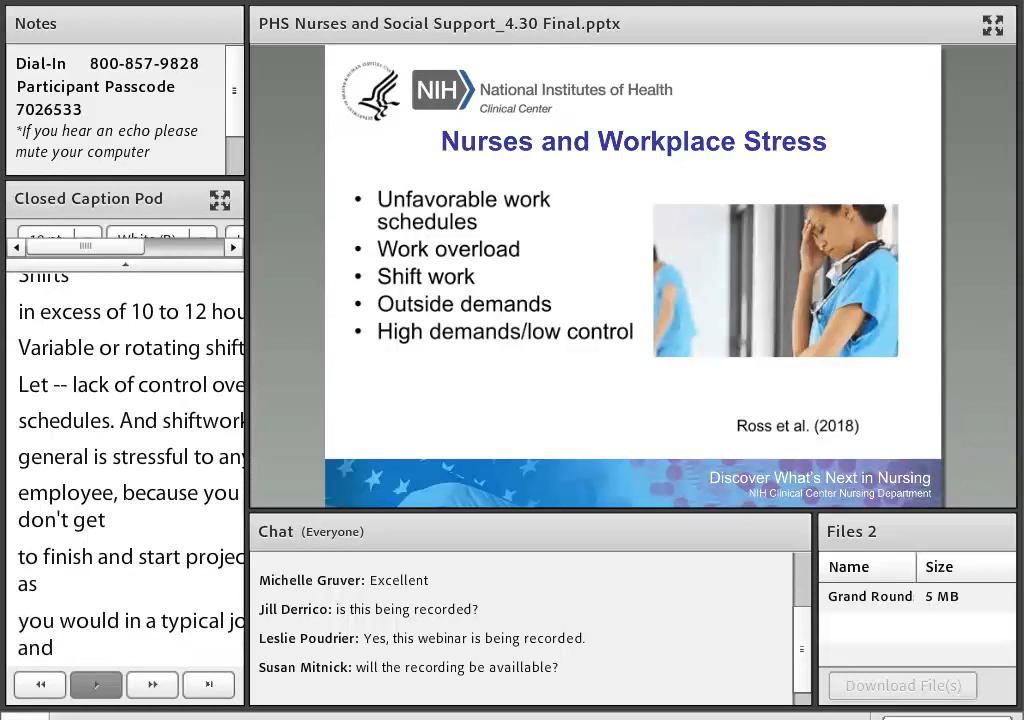 Notes
Dial-In 800-857-9828
Participant Passcode
7026533
*If you hear an echo please
mute your computer
Closed Caption Pod
Shifts
in excess of 10 to 12 hou
Variable or rotating shift
Let -- lack of control ove
schedules. And shiftwork
general is stressful to any
employee, because you
don't get
to finish and start projec
as
you would in a typical jo
and
PHS Nurses and Social Support_4.30 Final.pptx
NIH National Institutes of Health
Clinical Center
Nurses and Workplace Stress
• Unfavorable work
schedules
• Work overload
• Shift work
• Outside demands
• High demands/low control
Ross et al. (2018)
Discover What's Next in Nursing
NIH Clinical Center Nursing Department
Chat (Everyone)
Michelle Gruver: Excellent
Jill Derrico: is this being recorded?
Leslie Poudrier: Yes, this webinar is being recorded.
Susan Mitnick: will the recording be availlable?
Files 2
Name Size
Grand Round 5 MB
Download File(s)